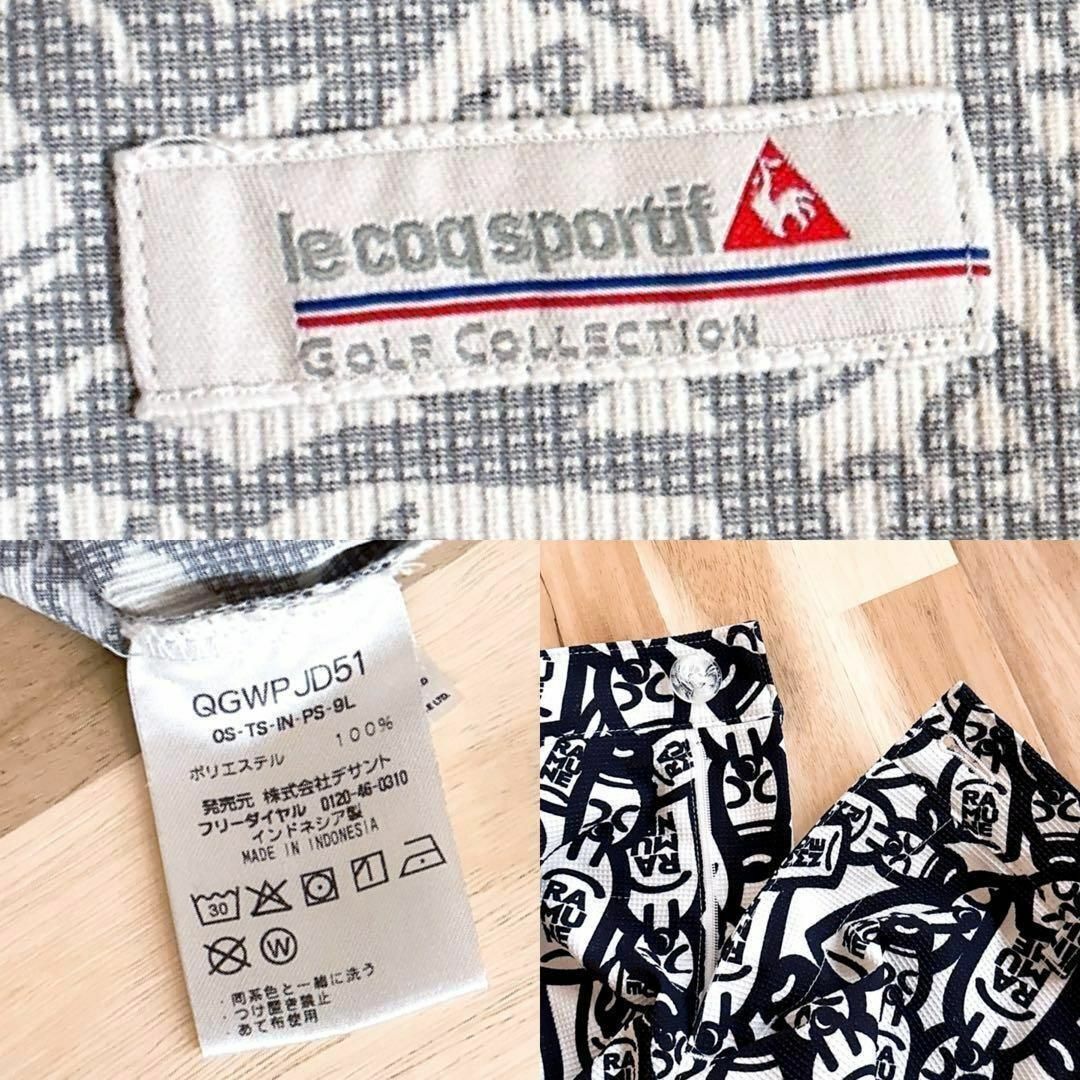 le coq sportif
GOLF COLLECTION
QGWPJD51
OS-TS-IN-PS-9L
ポリエステル 100%
発売元 株式会社デサント
フリーダイヤル 0120-46-0310
インドネシア製
MADE IN INDONESIA
30
W
・同系色と一緒に洗う
・つけ置き禁止
・あて布使用
E LTD.
RAMUNE
RAMUNE
RAMUNE
RAMUNE
RAMUNE